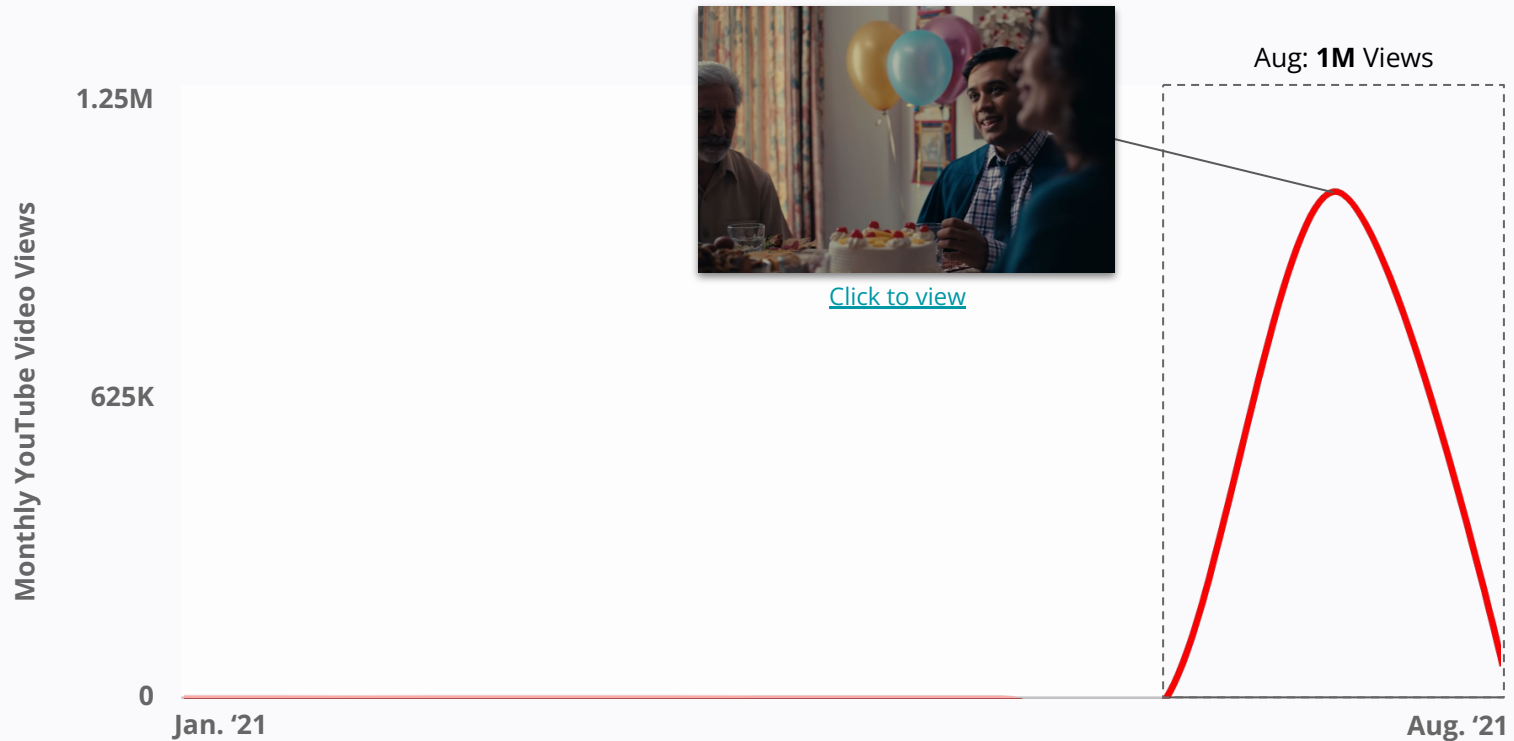 Aug: 1M Views
1.25M
Click to view
Monthly YouTube Video Views
625K
0
Jan. ‘21
Aug. ‘21